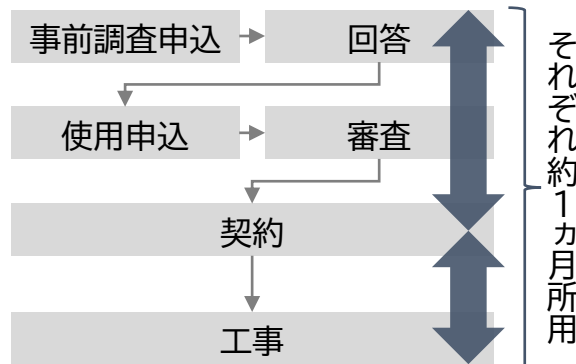 事前調査申込
回答
使用申込
審査
契約
工事
それぞれ約1ヵ月所用